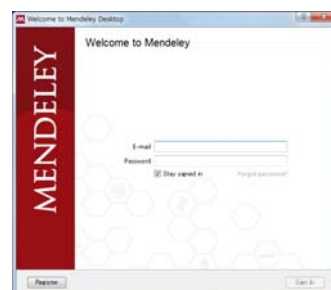 Welcome to Mendeley Desktop
Welcome to Mendeley
MENDELEY
E-mail
Password
Stay signed in
Forgot password?
Register
Sign In